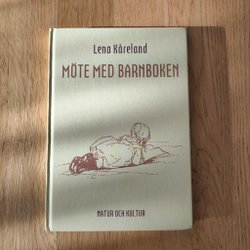 Lena Kåreland
MÖTE MED BARNBOKEN
NATUR OCH KULTUR